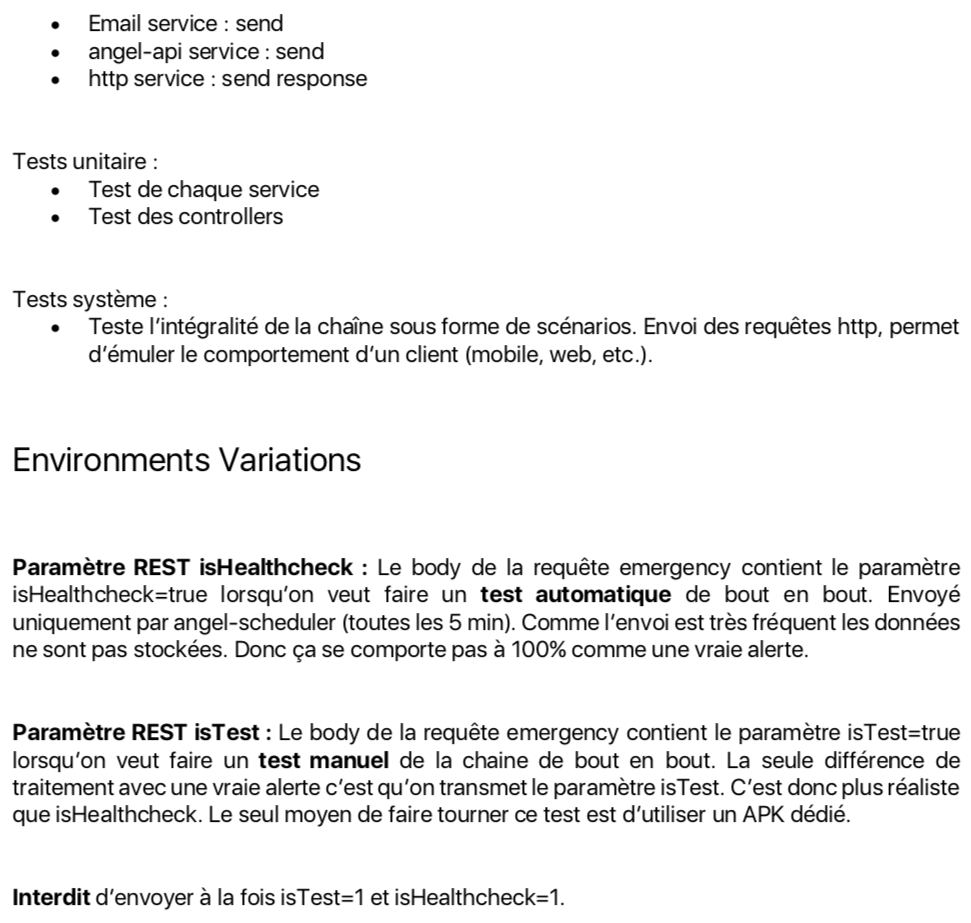 • Email service : send
• angel-api service : send
• http service : send response
Tests unitaire :
• Test de chaque service
• Test des controllers
Tests système :
• Teste l’intégralité de la chaîne sous forme de scénarios. Envoi des requêtes http, permet
d’émuler le comportement d’un client (mobile, web, etc.).
Environments Variations
Paramètre REST isHealthcheck : Le body de la requête emergency contient le paramètre
isHealthcheck=true lorsqu’on veut faire un test automatique de bout en bout. Envoyé
uniquement par angel-scheduler (toutes les 5 min). Comme l’envoi est très fréquent les données
ne sont pas stockées. Donc ça se comporte pas à 100% comme une vraie alerte.
Paramètre REST isTest : Le body de la requête emergency contient le paramètre isTest=true
lorsqu’on veut faire un test manuel de la chaine de bout en bout. La seule différence de
traitement avec une vraie alerte c’est qu’on transmet le paramètre isTest. C’est donc plus réaliste
que isHealthcheck. Le seul moyen de faire tourner ce test est d’utiliser un APK dédié.
Interdit d’envoyer à la fois isTest=1 et isHealthcheck=1.